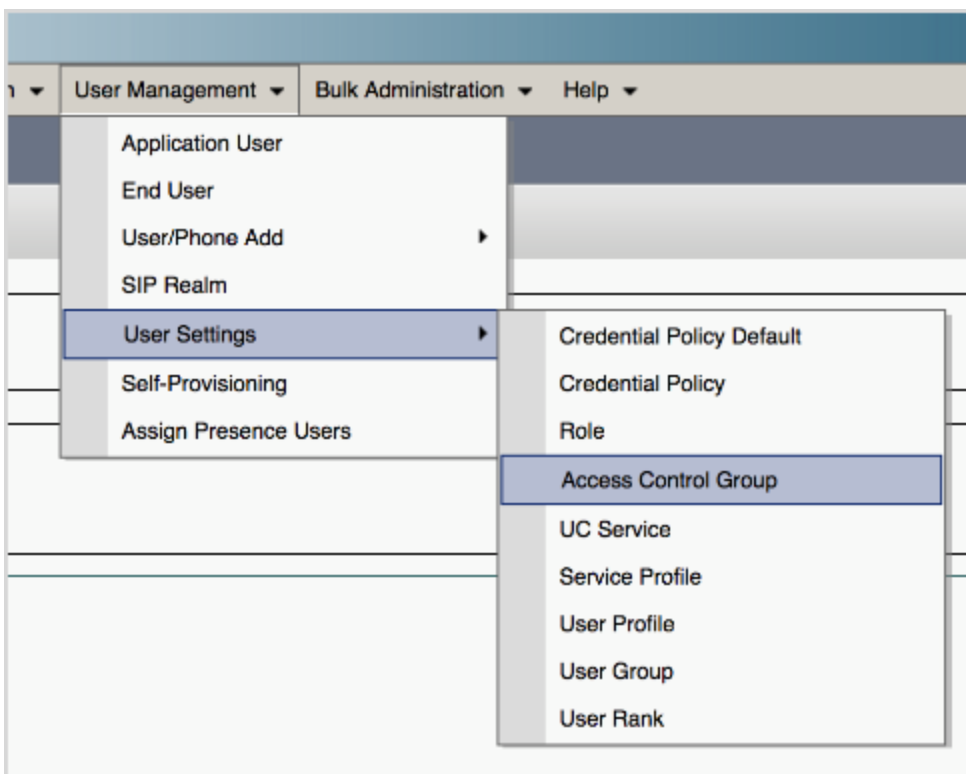 User Management Bulk Administration Help
Application User
End User
User/Phone Add
SIP Realm
User Settings
Self-Provisioning
Assign Presence Users
Credential Policy Default
Credential Policy
Role
Access Control Group
UC Service
Service Profile
User Profile
User Group
User Rank